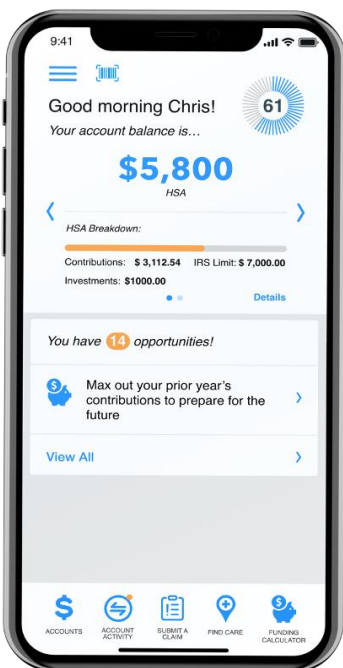 9:41
Good morning Chris!
61
Your account balance is...
$5,800
HSA
HSA Breakdown:
Contributions: $ 3,112.54 IRS Limit: $ 7,000.00
Investments: $1000.00
Details
You have 14 opportunities!
Max out your prior year's
contributions to prepare for the
future
View All
ACCOUNTS
ACCOUNT
ACTIVITY
SUBMIT A
CLAIM
FIND CARE
FUNDING
CALCULATOR